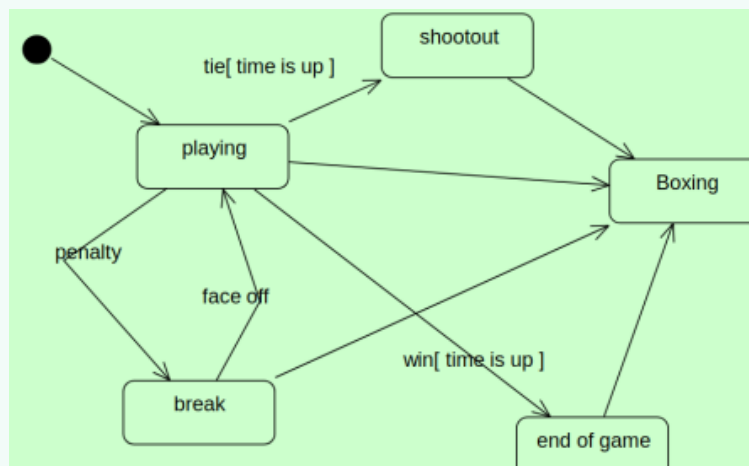 shootout
tie[ time is up ]
playing
Boxing
penalty
face off
win[ time is up ]
break
end of game